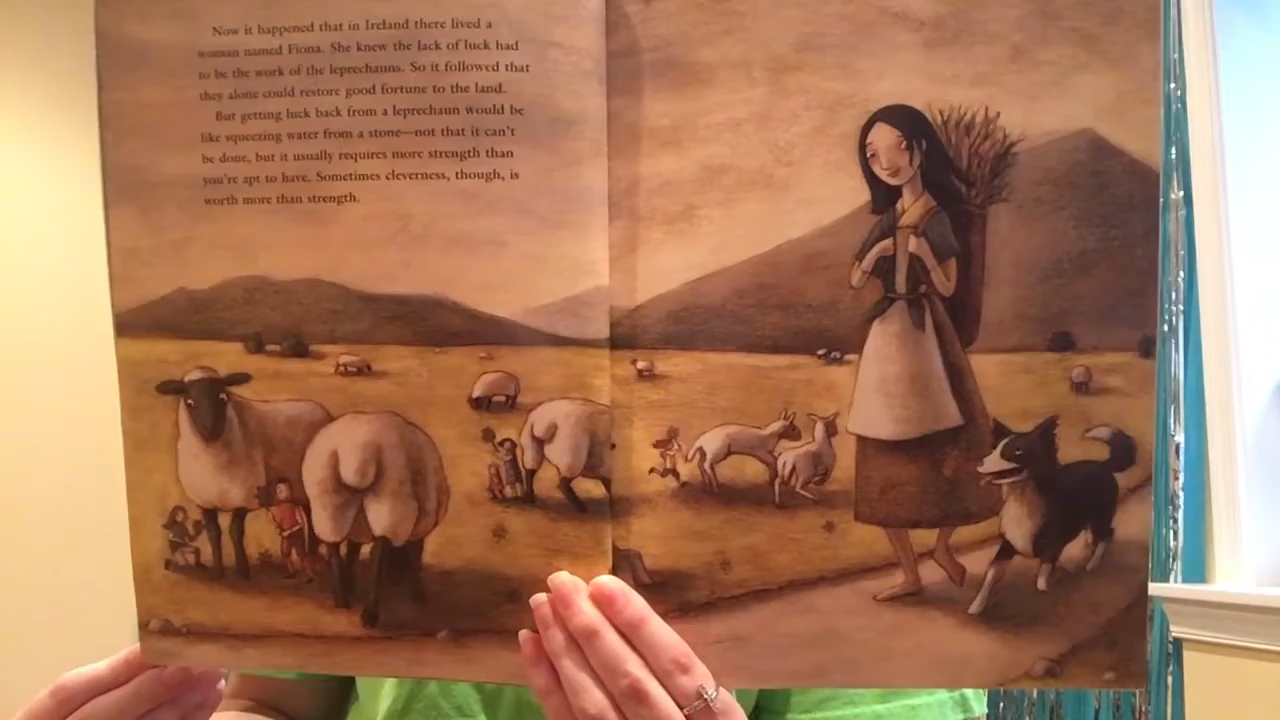 Now it happened that in Ireland there lived a
woman named Fiona. She knew the lack of luck had
to be the work of the leprechauns. So it followed that
they alone could restore good fortune to the land.
But getting luck back from a leprechaun would be
like squeezing water from a stone—not that it can't
be done, but it usually requires more strength than
you're apt to have. Sometimes cleverness, though, is
worth more than strength.